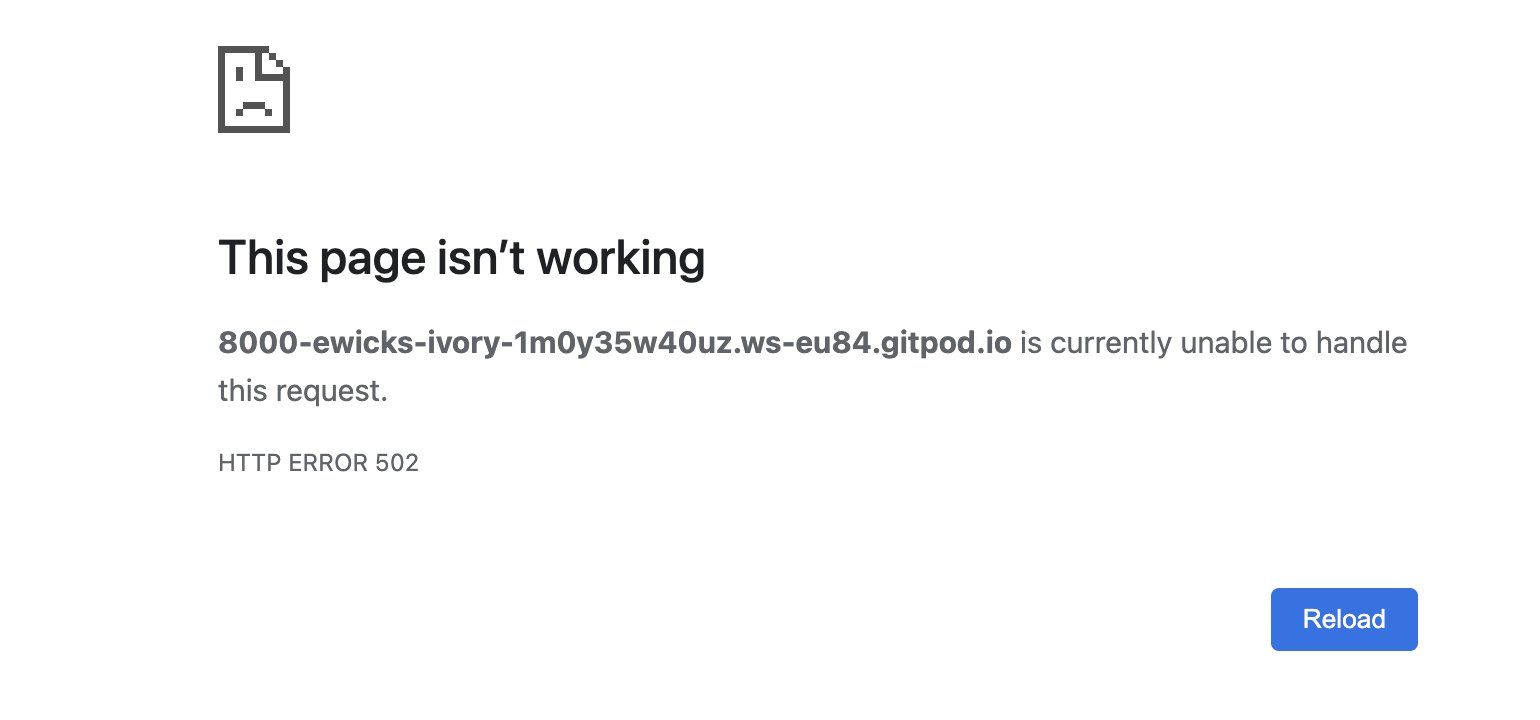 This page isn’t working
8000-ewicks-ivory-1m0y35w40uz.ws-eu84.gitpod.io is currently unable to handle
this request.
HTTP ERROR 502
Reload